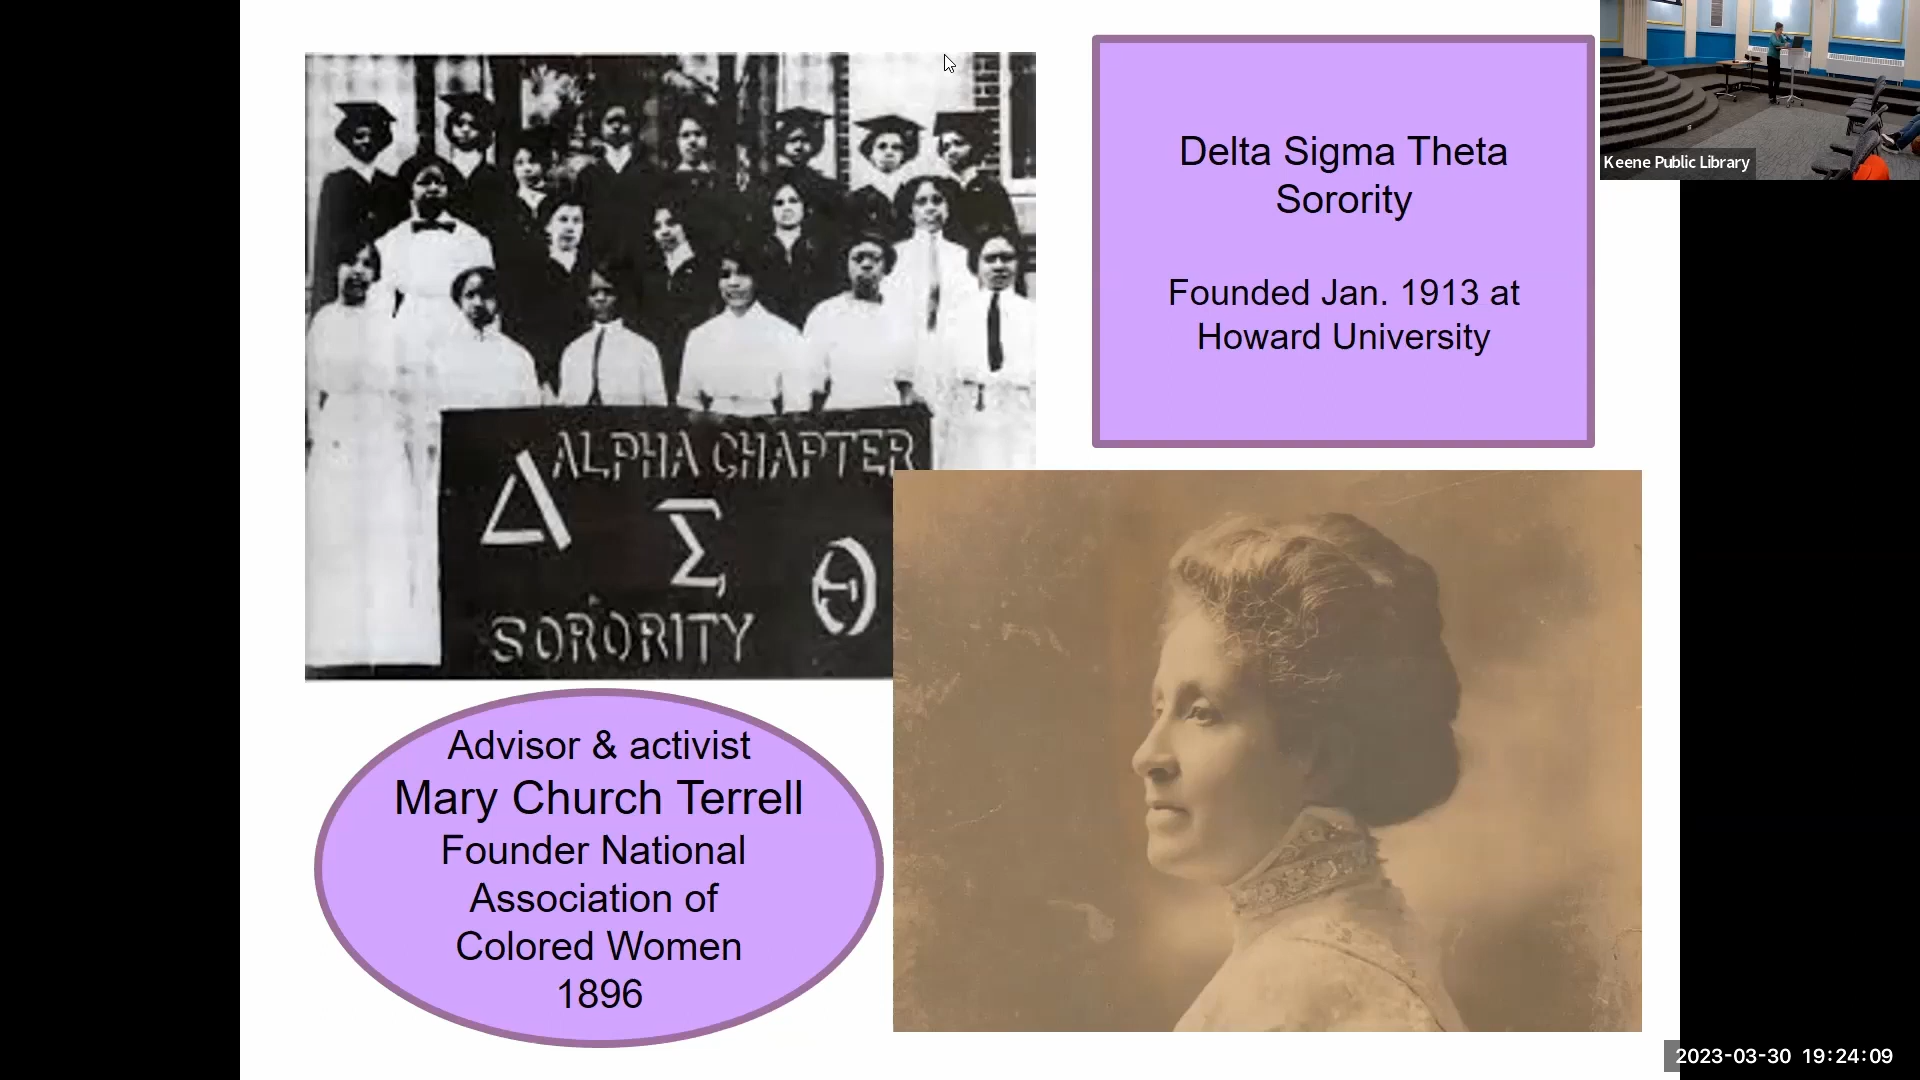 ALPHA CHAPTER
Δ
Σ
Θ
SORORITY
Delta Sigma Theta
Sorority
Founded Jan. 1913 at
Howard University
Keene Public Library
Advisor & activist
Mary Church Terrell
Founder National
Association of
Colored Women
1896
2023-03-30 19:24:09